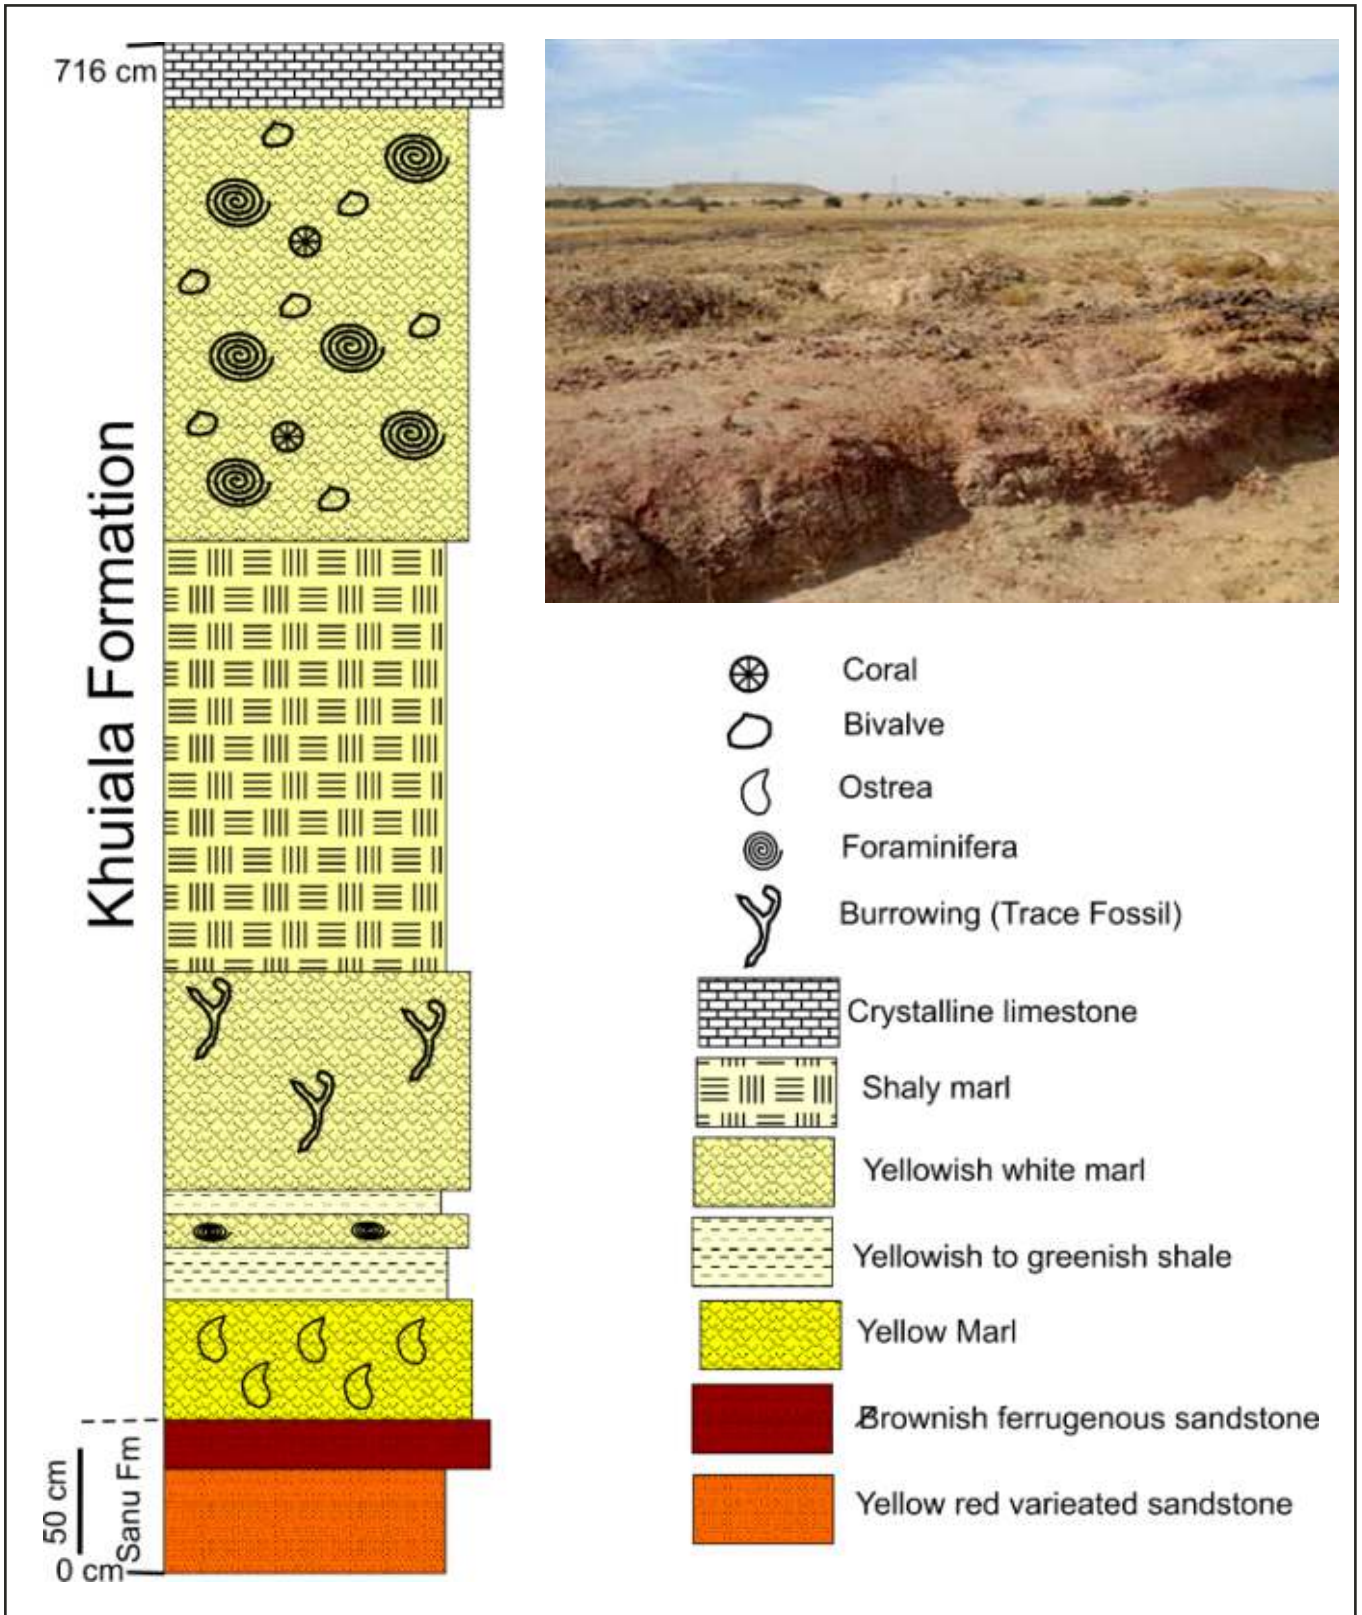 716 cm
Khuiala Formation
Sanu Fm
50 cm
0 cm
Coral
Bivalve
Ostrea
Foraminifera
Burrowing (Trace Fossil)
Crystalline limestone
Shaly marl
Yellowish white marl
Yellowish to greenish shale
Yellow Marl
Brownish ferrugenous sandstone
Yellow red varieated sandstone